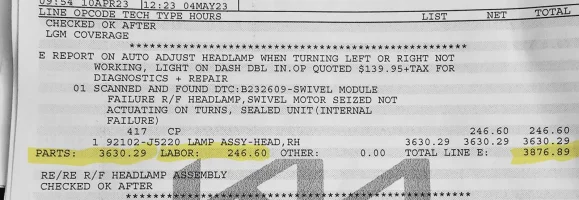 09:54 10APR23 12:23 04MAY23
LINE OPCODE TECH TYPE HOURS LIST NET TOTAL
CHECKED OK AFTER
LGM COVERAGE
****************************************************
E REPORT ON AUTO ADJUST HEADLAMP WHEN TURNING LEFT OR RIGHT NOT
WORKING, LIGHT ON DASH DBL IN.OP QUOTED $139.95+TAX FOR
DIAGNOSTICS + REPAIR
01 SCANNED AND FOUND DTC:B232609-SWIVEL MODULE
FAILURE R/F HEADLAMP,SWIVEL MOTOR SEIZED NOT
ACTUATING ON TURNS, SEALED UNIT(INTERNAL
FAILURE)
417 CP 246.60 246.60
1 92102-J5220 LAMP ASSY-HEAD,RH 3630.29 3630.29 3630.29
PARTS: 3630.29 LABOR: 246.60 OTHER: 0.00 TOTAL LINE E: 3876.89
RE/RE R/F HEADLAMP ASSEMBLY
CHECKED OK AFTER
****************************************************